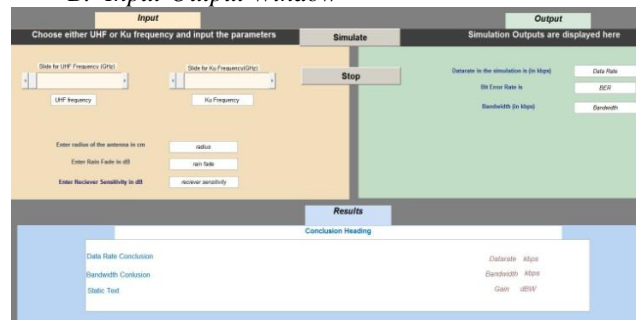 B. Input Output Window
Input
Output
Choose either UHF or Ku frequency and input the parameters
Simulate
Simulation Outputs are displayed here
Slide for UHF Frequency (GHz)
Slide for Ku Frequency(GHz)
Stop
UHF frequency
Ku Frequency
Datarate in the simulation is (in kbps)
Data Rate
Bit Error Rate is
BER
Bandwidth (in kbps)
Bandwidth
Enter radius of the antenna in cm
radius
Enter Rain Fade in dB
rain fade
Enter Reciever Sensitivity in dB
reciever sensitivity
Results
Conclusion Heading
Data Rate Conclusion
Datarate kbps
Bandwidth Conlusion
Bandwidth kbps
Static Text
Gain dBW